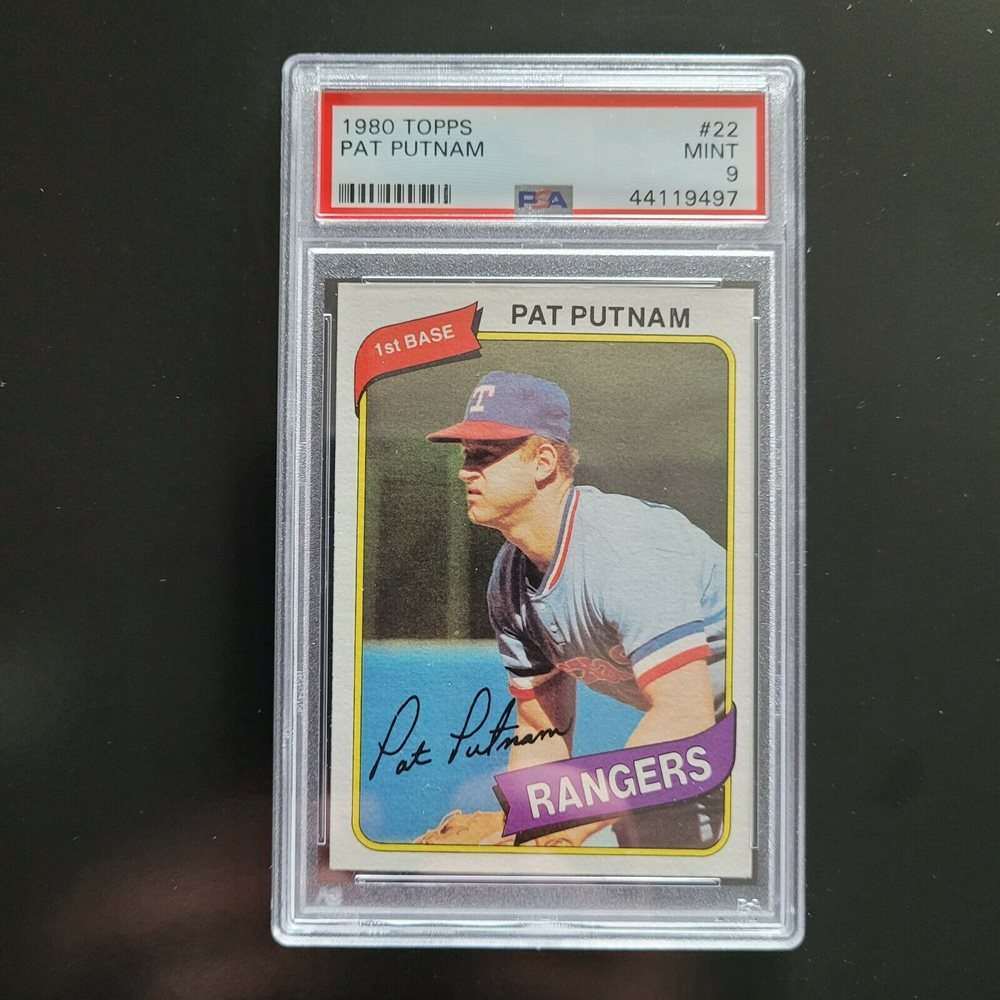 1980 TOPPS #22
PAT PUTNAM MINT
9
PSA 44119497
1st BASE PAT PUTNAM
T
Pat Putnam
RANGERS